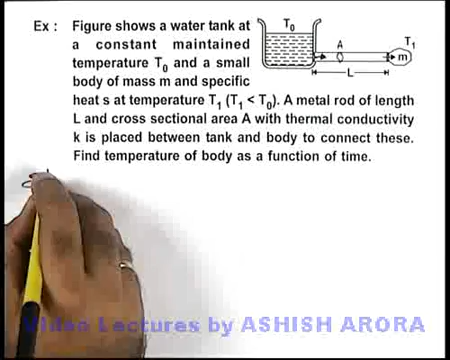 Ex : Figure shows a water tank at
a constant maintained
temperature T₀ and a small
body of mass m and specific
heat s at temperature T₁ (T₁ < T₀). A metal rod of length
L and cross sectional area A with thermal conductivity
k is placed between tank and body to connect these.
Find temperature of body as a function of time.
T₀
A
T₁
m
L
Video Lectures by ASHISH ARORA